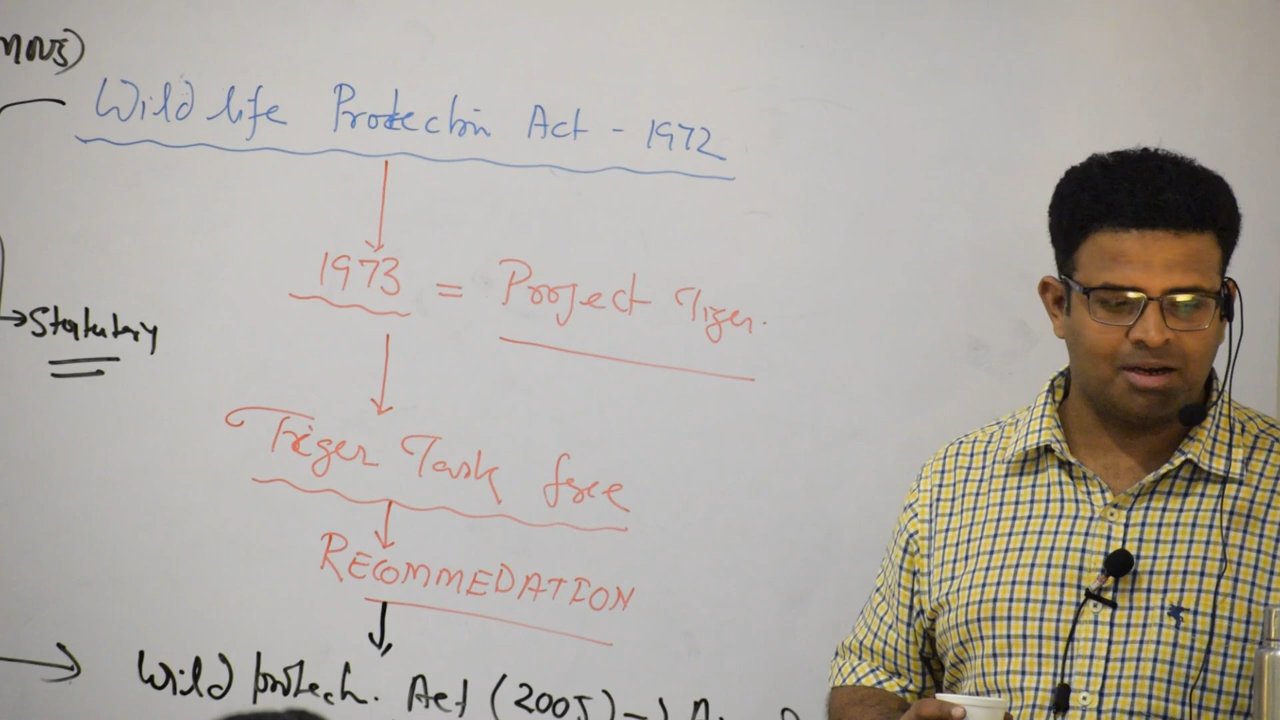 Wild life Protection Act - 1972
1973 = Project Tiger.
→ Statutory
Tiger Task force
RECOMMEDATION
→ Wild protech. Act (2005) →